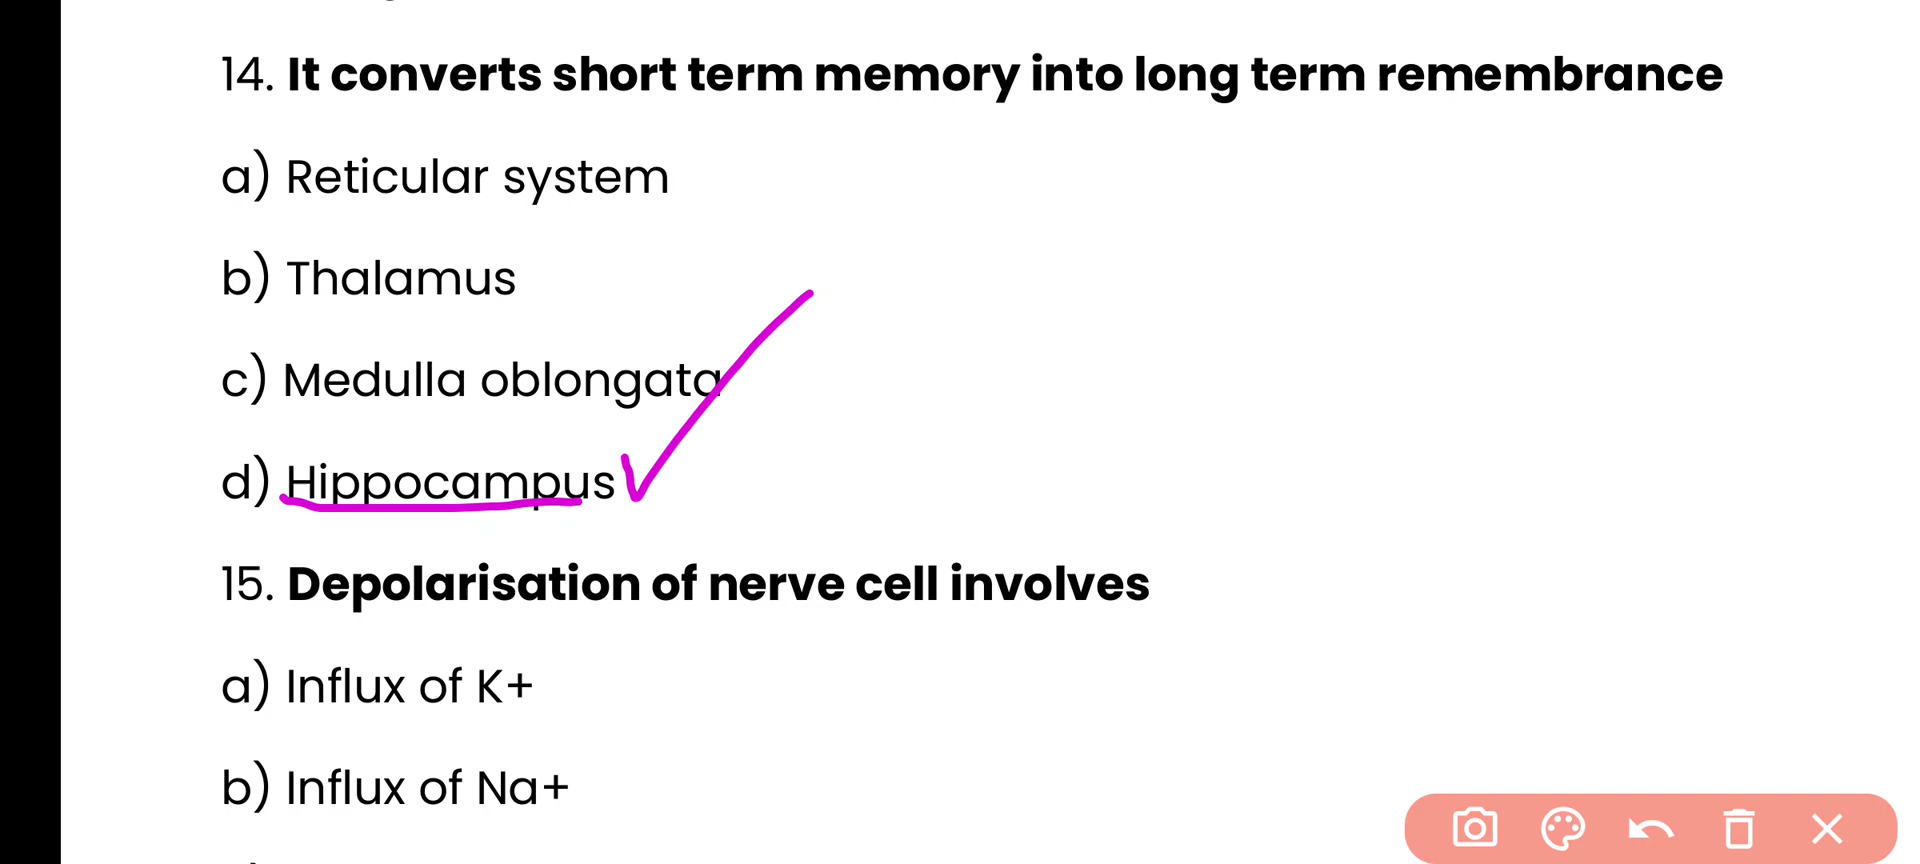 14. It converts short term memory into long term remembrance
a) Reticular system
b) Thalamus
c) Medulla oblongata
d) Hippocampus
15. Depolarisation of nerve cell involves
a) Influx of K+
b) Influx of Na+